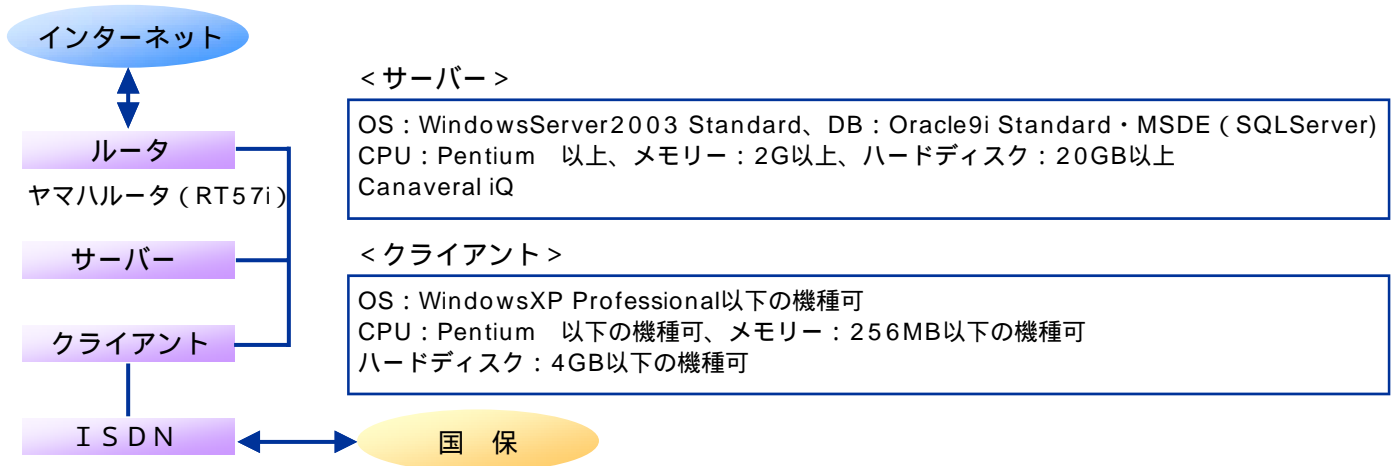 インターネット
ルータ
ヤマハルータ（RT57i）
サーバー
クライアント
ＩＳＤＮ
国　保
＜サーバー＞
OS：WindowsServer2003 Standard、DB：Oracle9i Standard・MSDE（SQLServer)
CPU：Pentium　以上、メモリー：2G以上、ハードディスク：20GB以上
Canaveral iQ
＜クライアント＞
OS：WindowsXP Professional以下の機種可
CPU：Pentium　以下の機種可、メモリー：256MB以下の機種可
ハードディスク：4GB以下の機種可